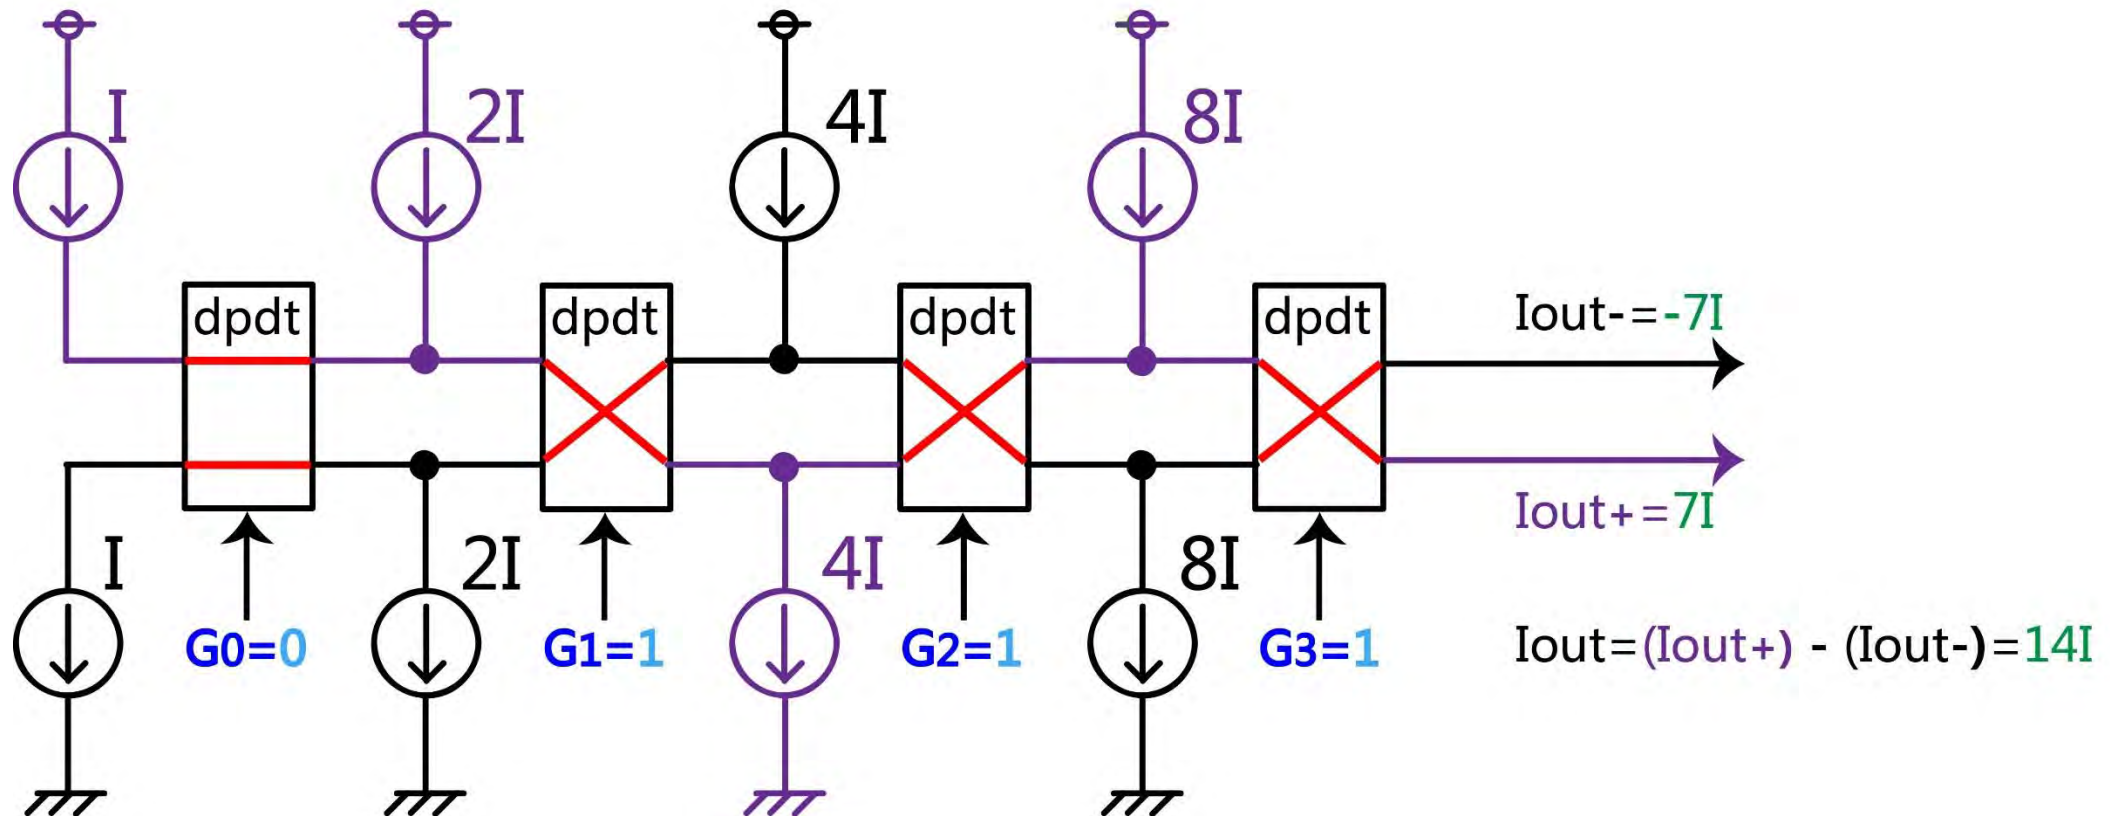 I
2I
4I
8I
dpdt
dpdt
dpdt
dpdt
Iout-=-7I
Iout+=7I
I
2I
4I
8I
G0=0
G1=1
G2=1
G3=1
Iout=(Iout+) - (Iout-)=14I